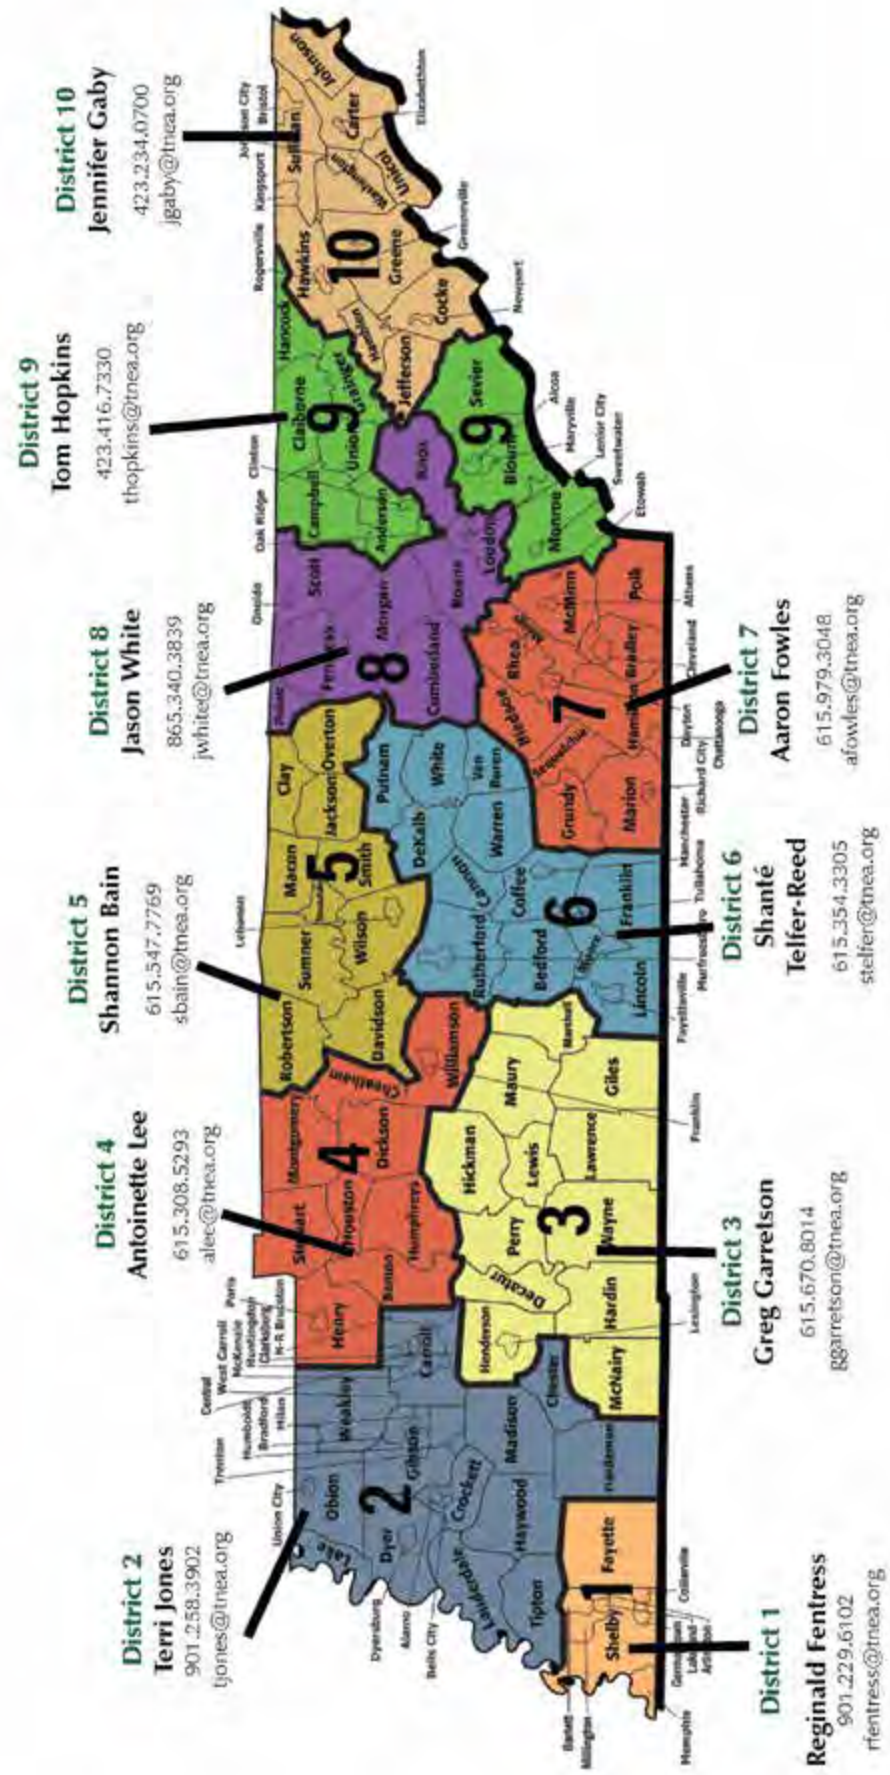 District 1
Reginald Fentress
901.229.6102
rfentress@tnea.org
District 2
Terri Jones
901.258.3902
tjones@tnea.org
District 3
Greg Garretson
615.670.8014
ggarretson@tnea.org
District 4
Antoinette Lee
615.308.5293
alee@tnea.org
District 5
Shannon Bain
615.547.7769
sbain@tnea.org
District 6
Shanté
Telfer-Reed
615.354.3305
stelfer@tnea.org
District 7
Aaron Fowles
615.979.3048
afowles@tnea.org
District 8
Jason White
865.340.3839
jwhite@tnea.org
District 9
Tom Hopkins
423.416.7330
thopkins@tnea.org
District 10
Jennifer Gaby
423.234.0700
jgaby@tnea.org
1
Shelby
Fayette
Memphis
Millington
Bartlett
Germantown
Lakeland
Arlington
Collierville
2
Lake
Obion
Weakley
Dyer
Gibson
Carroll
Crockett
Lauderdale
Haywood
Madison
Tipton
Chester
Hardeman
Union City
Dyersburg
Alamo
Bells City
Trenton
Humboldt
Bradford
Milan
Central
West Carroll
McKenzie
Huntingdon
Clarksburg
H-R Bruceton
Paris
3
Henderson
Decatur
Perry
Hickman
Lewis
Maury
Marshall
McNairy
Hardin
Wayne
Lawrence
Giles
Lexington
4
Henry
Stewart
Montgomery
Houston
Benton
Humphreys
Dickson
Cheatham
Williamson
Franklin
5
Robertson
Sumner
Davidson
Wilson
Macon
Smith
Clay
Jackson
Overton
Lebanon
6
Rutherford
Cannon
DeKalb
Putnam
White
Van
Buren
Warren
Coffee
Bedford
Moore
Lincoln
Franklin
Fayetteville
Murfreesboro
Tullahoma
Manchester
7
Grundy
Marion
Sequatchie
Bledsoe
Rhea
Meigs
McMinn
Hamilton
Bradley
Polk
Richard City
Chattanooga
Dayton
Cleveland
Athens
Etowah
8
Pickett
Fentress
Scott
Morgan
Cumberland
Roane
Loudon
Knox
Oneida
9
Campbell
Claiborne
Hancock
Union
Grainger
Anderson
Oak Ridge
Clinton
9
Monroe
Blount
Sevier
Sweetwater
Lenior City
Maryville
Alcoa
10
Hawkins
Hamblen
Jefferson
Cocke
Greene
Washington
Unicoi
Sullivan
Carter
Johnson
Rogersville
Kingsport
Johnson City
Bristol
Elizabethton
Greeneville
Newport